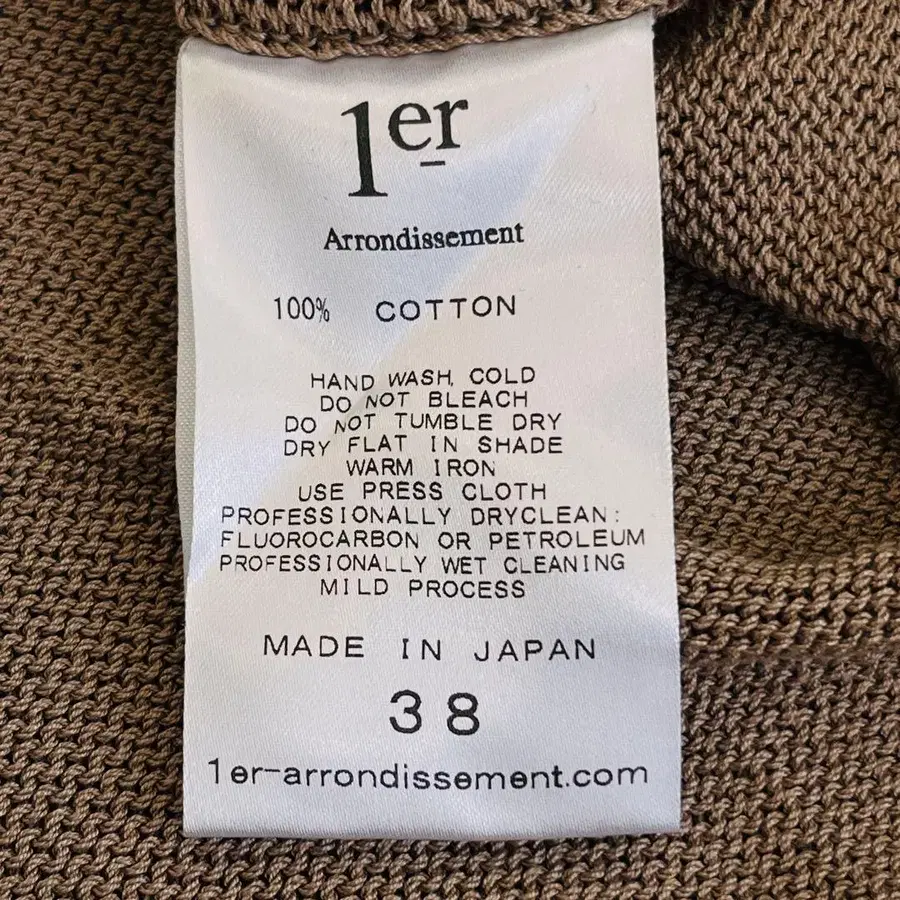 1er
Arrondissement
100% COTTON
HAND WASH, COLD
DO NOT BLEACH
DO NOT TUMBLE DRY
DRY FLAT IN SHADE
WARM IRON
USE PRESS CLOTH
PROFESSIONALLY DRYCLEAN:
FLUOROCARBON OR PETROLEUM
PROFESSIONALLY WET CLEANING
MILD PROCESS
MADE IN JAPAN
38
1er-arrondissement.com